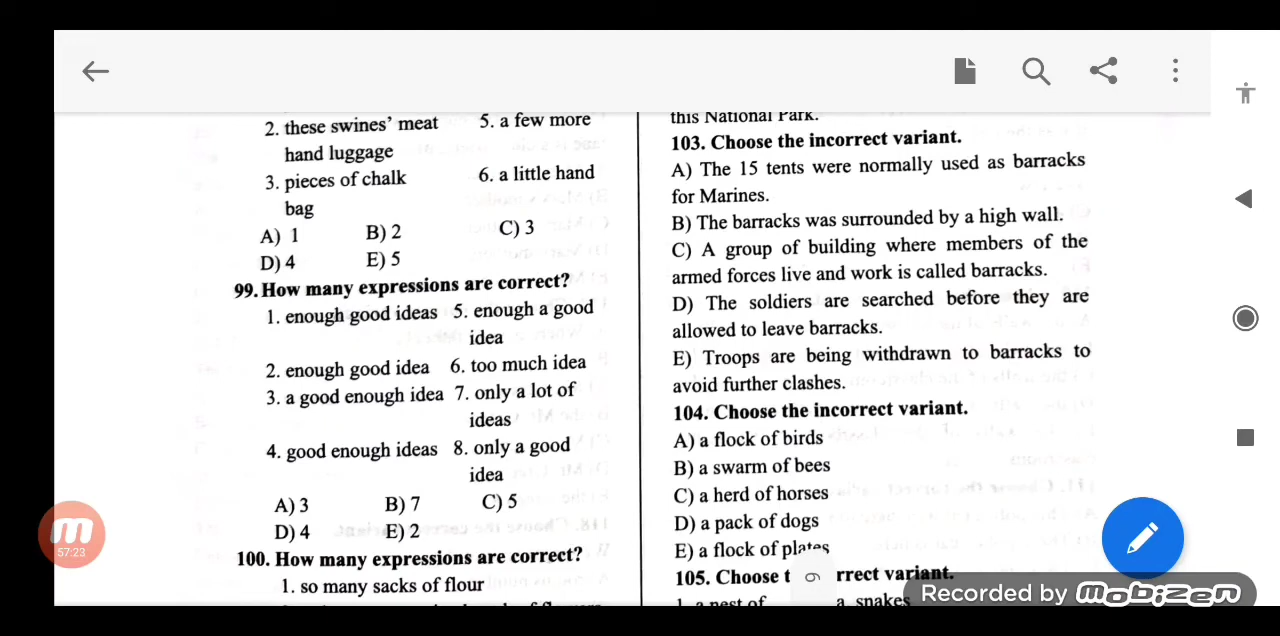 2. these swines’ meat 5. a few more
hand luggage
3. pieces of chalk 6. a little hand
bag
A) 1 B) 2 C) 3
D) 4 E) 5
99. How many expressions are correct?
1. enough good ideas 5. enough a good
idea
2. enough good idea 6. too much idea
3. a good enough idea 7. only a lot of
ideas
4. good enough ideas 8. only a good
idea
A) 3 B) 7 C) 5
D) 4 E) 2
100. How many expressions are correct?
1. so many sacks of flour
this National Park.
103. Choose the incorrect variant.
A) The 15 tents were normally used as barracks
for Marines.
B) The barracks was surrounded by a high wall.
C) A group of building where members of the
armed forces live and work is called barracks.
D) The soldiers are searched before they are
allowed to leave barracks.
E) Troops are being withdrawn to barracks to
avoid further clashes.
104. Choose the incorrect variant.
A) a flock of birds
B) a swarm of bees
C) a herd of horses
D) a pack of dogs
E) a flock of plates
105. Choose t rrect variant.
1. a nest of a. snakes
9
57:23
Recorded by mobizen